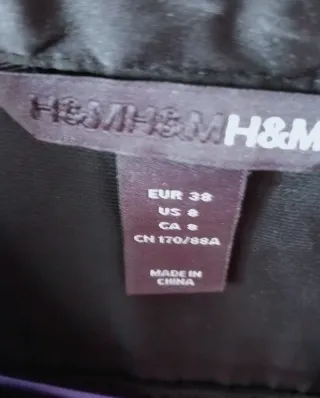 H&MH&MH&M
EUR 38
US 8
CA 8
CN 170/88A
MADE IN
CHINA